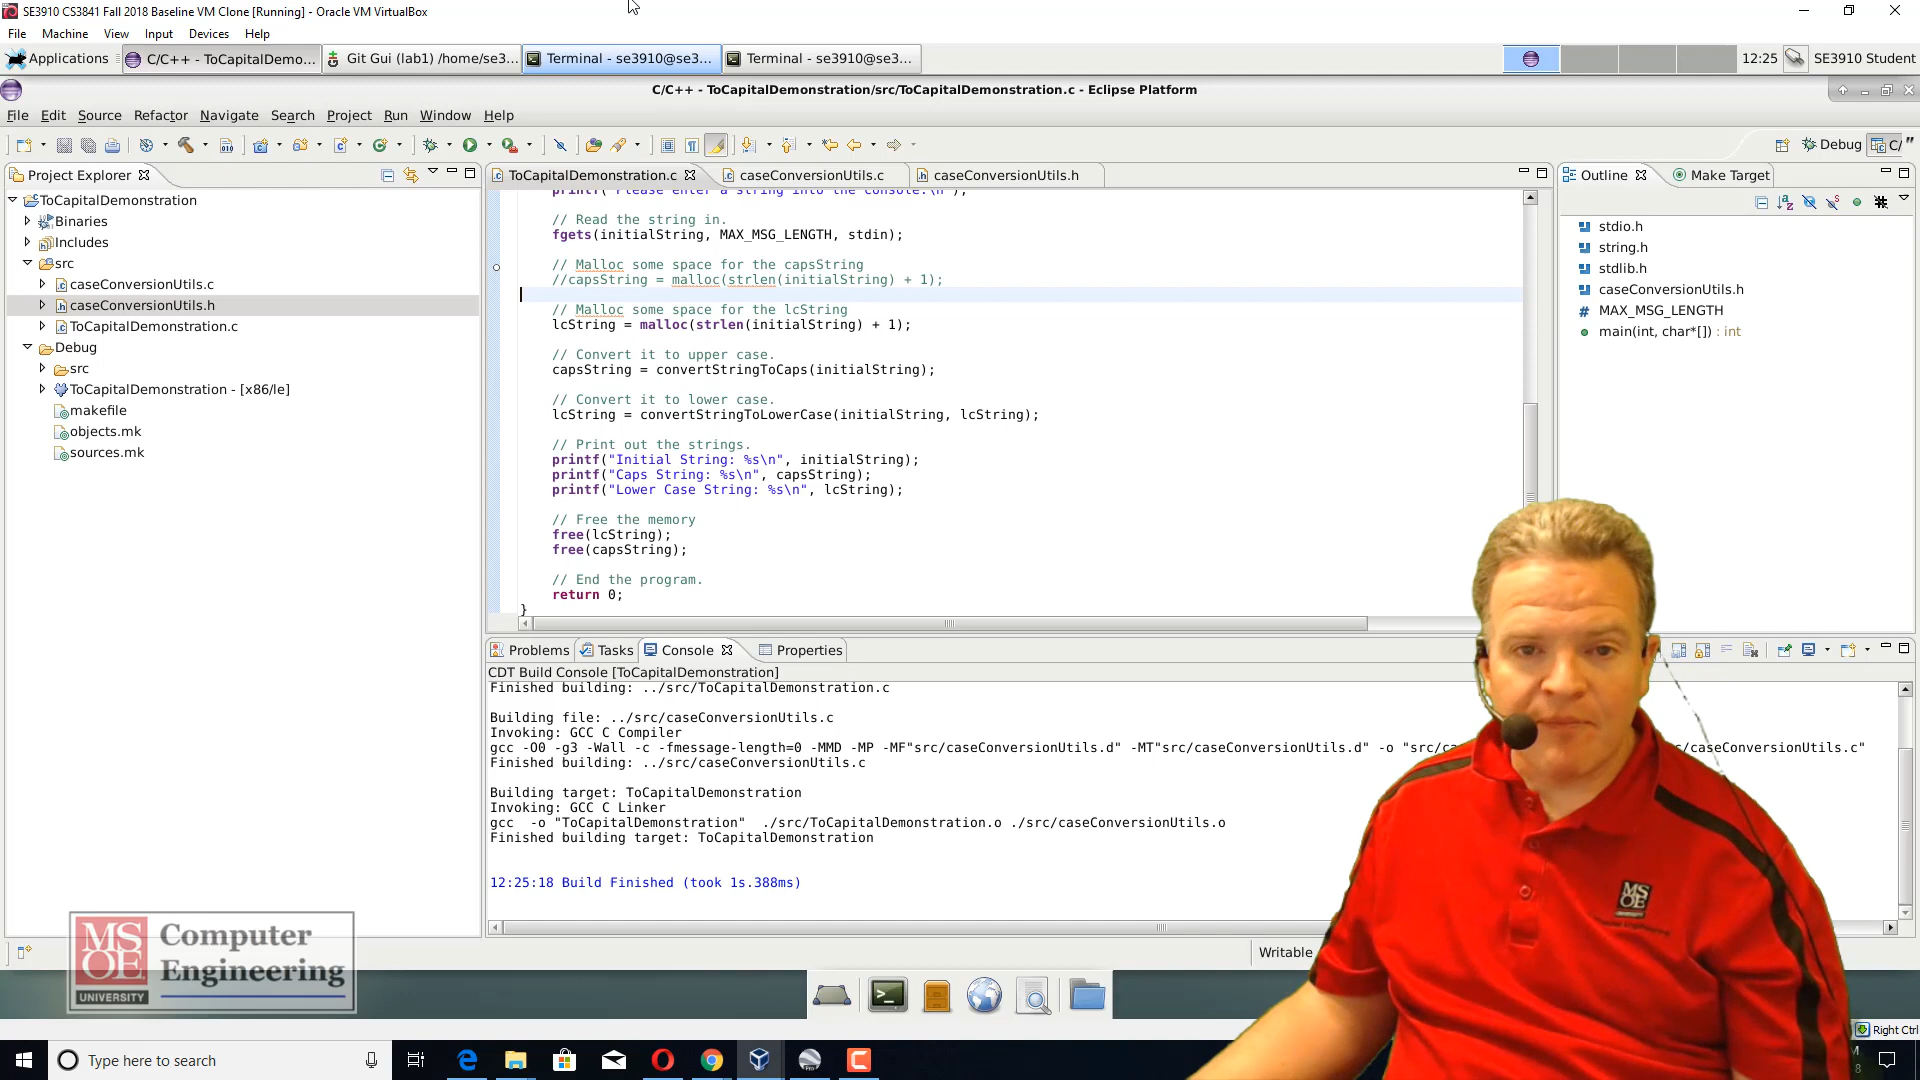 SE3910 CS3841 Fall 2018 Baseline VM Clone [Running] - Oracle VM VirtualBox
File Machine View Input Devices Help
Applications C/C++ - ToCapitalDemo... Git Gui (lab1) /home/se3... Terminal - se3910@se3... Terminal - se3910@se3... 12:25 SE3910 Student
C/C++ - ToCapitalDemonstration/src/ToCapitalDemonstration.c - Eclipse Platform
File Edit Source Refactor Navigate Search Project Run Window Help
Debug C/ "
Project Explorer
ToCapitalDemonstration
Binaries
Includes
src
caseConversionUtils.c
caseConversionUtils.h
ToCapitalDemonstration.c
Debug
src
ToCapitalDemonstration - [x86/le]
makefile
objects.mk
sources.mk
ToCapitalDemonstration.c caseConversionUtils.c caseConversionUtils.h
printf("Please enter a string to the console.\n");
// Read the string in.
fgets(initialString, MAX_MSG_LENGTH, stdin);
// Malloc some space for the capsString
//capsString = malloc(strlen(initialString) + 1);
// Malloc some space for the lcString
lcString = malloc(strlen(initialString) + 1);
// Convert it to upper case.
capsString = convertStringToCaps(initialString);
// Convert it to lower case.
lcString = convertStringToLowerCase(initialString, lcString);
// Print out the strings.
printf("Initial String: %s\n", initialString);
printf("Caps String: %s\n", capsString);
printf("Lower Case String: %s\n", lcString);
// Free the memory
free(lcString);
free(capsString);
// End the program.
return 0;
}
Outline Make Target
stdio.h
string.h
stdlib.h
caseConversionUtils.h
# MAX_MSG_LENGTH
main(int, char*[]) : int
Problems Tasks Console Properties
CDT Build Console [ToCapitalDemonstration]
Finished building: ../src/ToCapitalDemonstration.c
Building file: ../src/caseConversionUtils.c
Invoking: GCC C Compiler
gcc -O0 -g3 -Wall -c -fmessage-length=0 -MMD -MP -MF"src/caseConversionUtils.d" -MT"src/caseConversionUtils.d" -o "src/ca c/caseConversionUtils.c"
Finished building: ../src/caseConversionUtils.c
Building target: ToCapitalDemonstration
Invoking: GCC C Linker
gcc -o "ToCapitalDemonstration" ./src/ToCapitalDemonstration.o ./src/caseConversionUtils.o
Finished building target: ToCapitalDemonstration
12:25:18 Build Finished (took 1s.388ms)
Writable
MS
OE
UNIVERSITY
Computer
Engineering
MS
OE
Right Ctrl
Type here to search